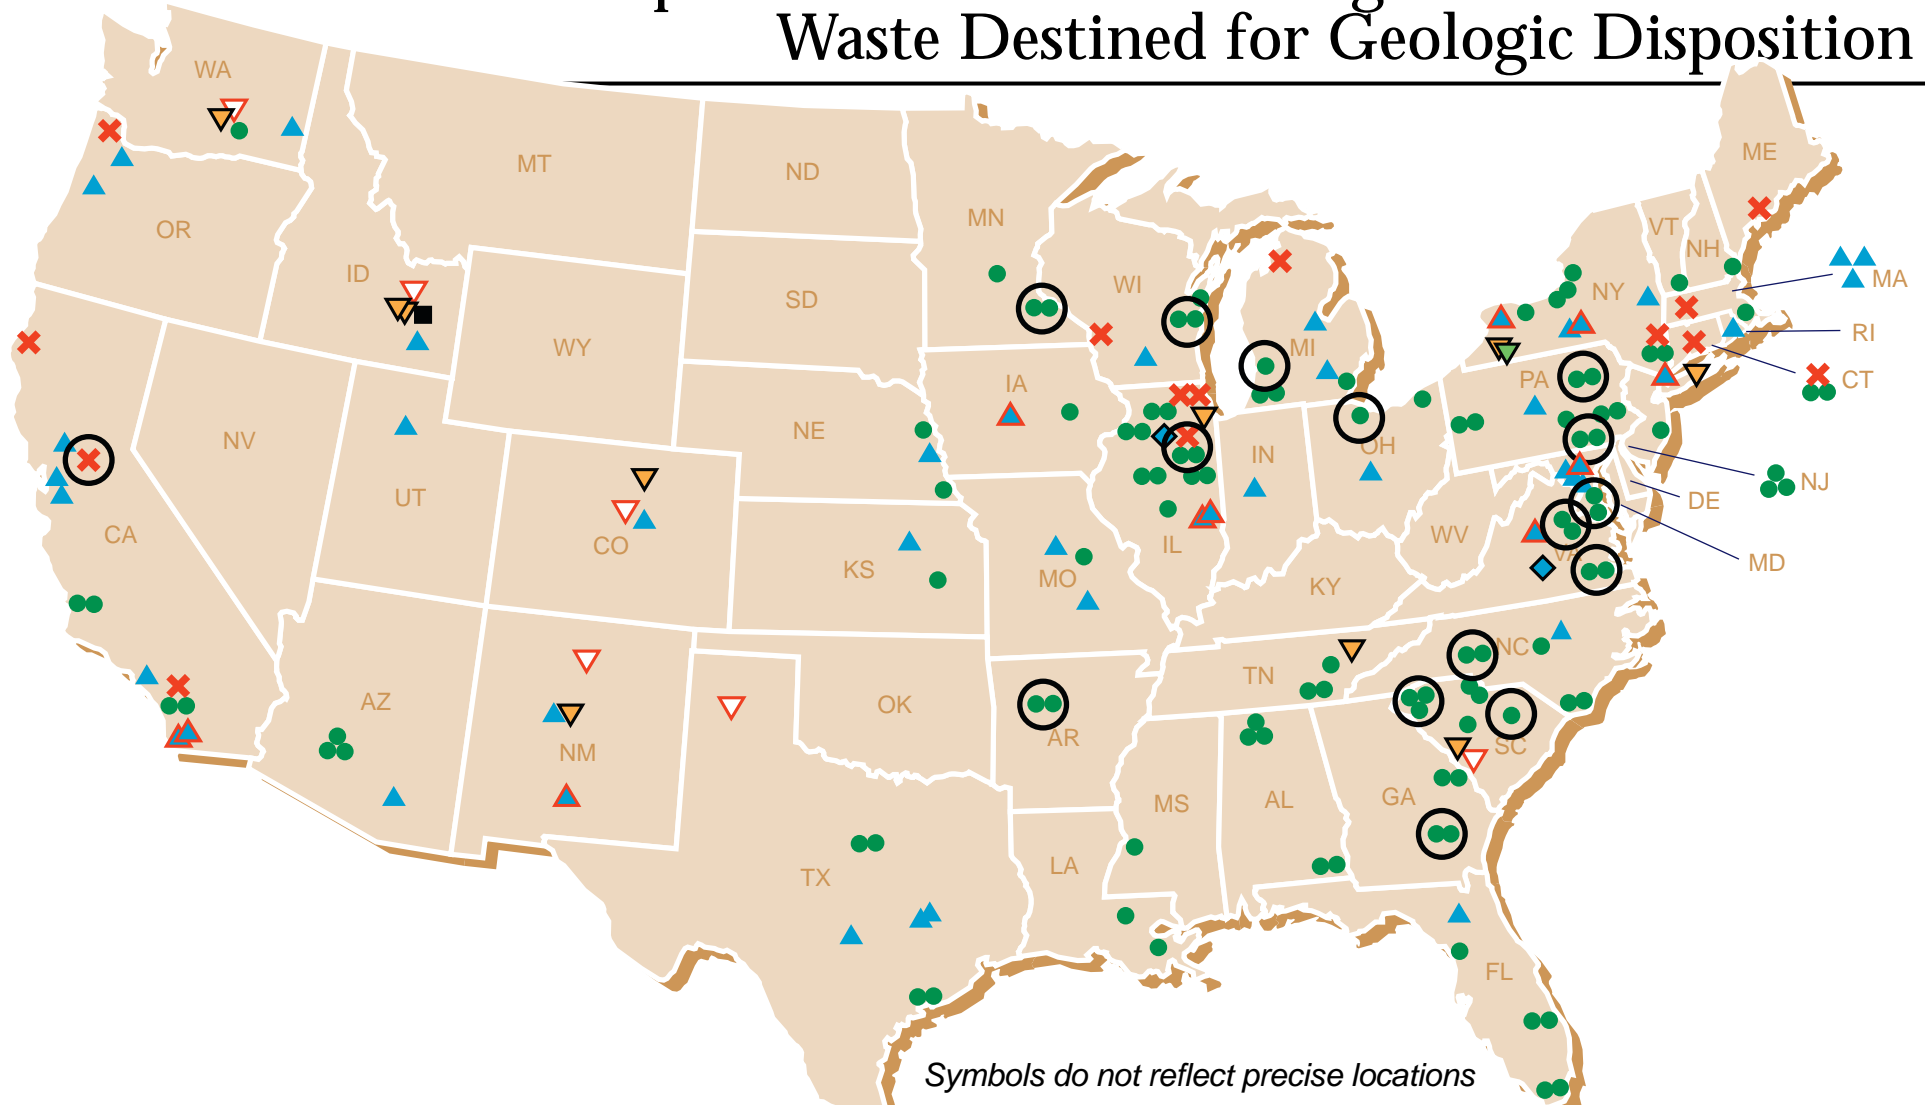 Waste Destined for Geologic Disposition
WA
MT
ND
MN
ME
OR
ID
SD
WI
MI
NY
VT
NH
MA
RI
CT
WY
IA
PA
NE
NV
UT
CO
IL
IN
OH
NJ
DE
MD
CA
KS
MO
WV
VA
KY
NC
TN
AZ
NM
OK
AR
SC
MS
AL
GA
TX
LA
FL
Symbols do not reflect precise locations